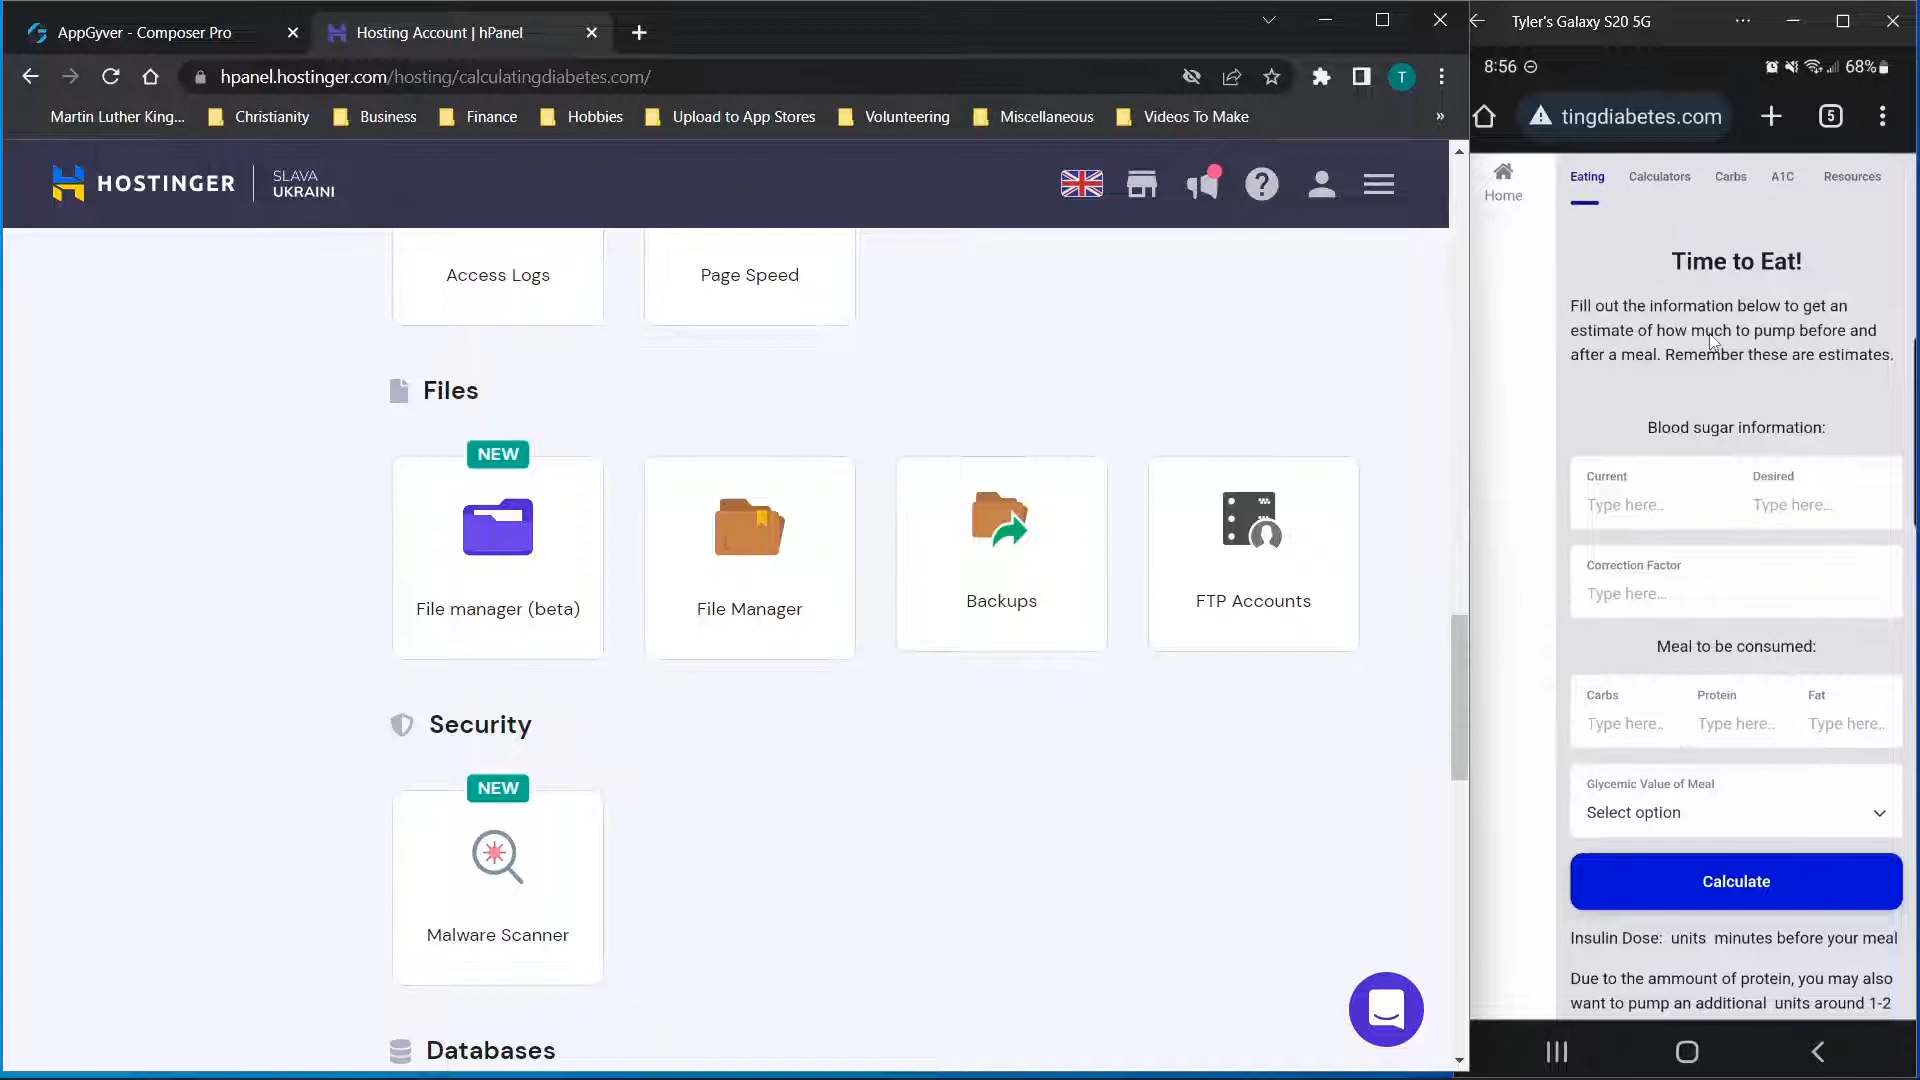 AppGyver - Composer Pro
Hosting Account | hPanel
hpanel.hostinger.com/hosting/calculatingdiabetes.com/
T
Martin Luther King...
Christianity
Business
Finance
Hobbies
Upload to App Stores
Volunteering
Miscellaneous
Videos To Make
»
HOSTINGER
SLAVA
UKRAINI
Access Logs
Page Speed
Files
NEW
File manager (beta)
File Manager
Backups
FTP Accounts
Security
NEW
Malware Scanner
Databases
Tyler's Galaxy S20 5G
8:56
68%
tingdiabetes.com
5
Home
Eating
Calculators
Carbs
A1C
Resources
Time to Eat!
Fill out the information below to get an
estimate of how much to pump before and
after a meal. Remember these are estimates.
Blood sugar information:
Current
Desired
Type here..
Type here...
Correction Factor
Type here...
Meal to be consumed:
Carbs
Protein
Fat
Type here..
Type here..
Type here..
Glycemic Value of Meal
Select option
Calculate
Insulin Dose:  units  minutes before your meal
Due to the ammount of protein, you may also
want to pump an additional  units around 1-2